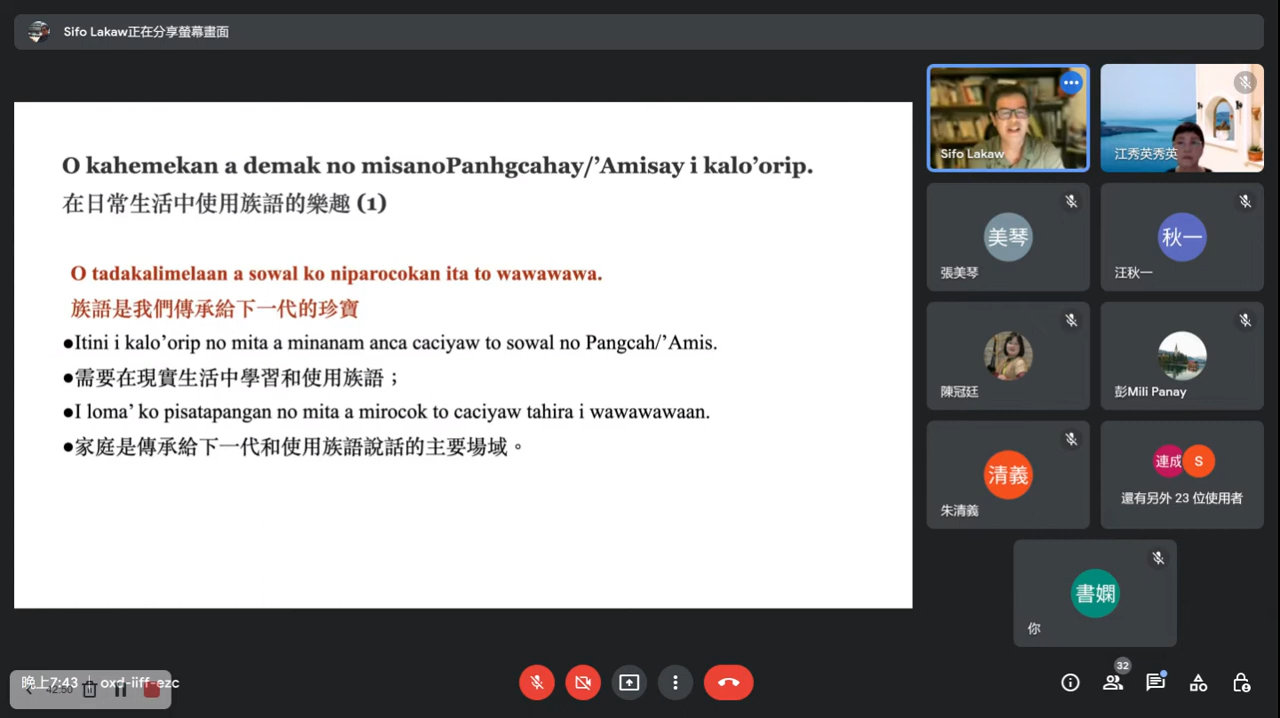 Sifo Lakaw正在分享螢幕畫面
O kahemekan a demak no misanoPanhgcahay/’Amisay i kalo’orip.
在日常生活中使用族語的樂趣 (1)
O tadakalimelaan a sowal ko niparocokan ita to wawawawa.
族語是我們傳承給下一代的珍寶
●Itini i kalo’orip no mita a minanam anca caciyaw to sowal no Pangcah/’Amis.
●需要在現實生活中學習和使用族語；
●I loma’ ko pisatapangan no mita a mirocok to caciyaw tahira i wawawawaan.
●家庭是傳承給下一代和使用族語說話的主要場域。
Sifo Lakaw
江秀英秀英
美琴
張美琴
秋一
汪秋一
陳冠廷
彭Mili Panay
清義
朱清義
連成
S
還有另外 23 位使用者
書嫻
你
晚上7:43 | oxd-iiff-ezc
42:50
32